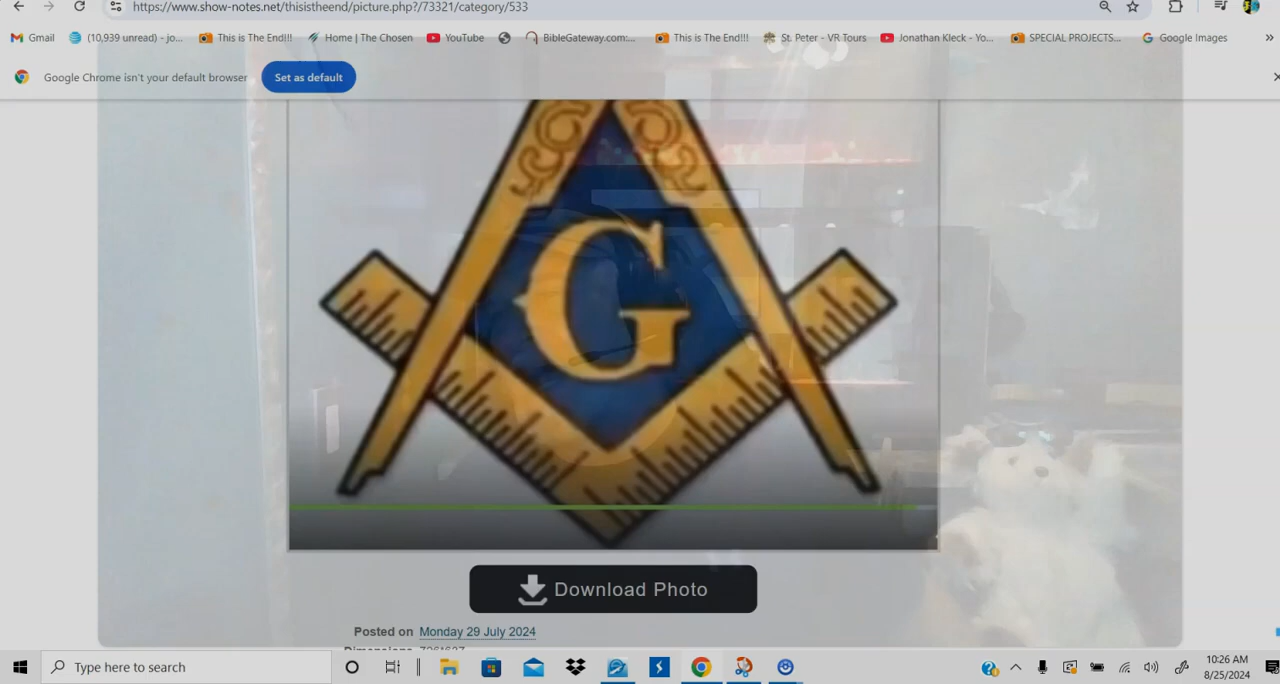 https://www.show-notes.net/thisistheend/picture.php?/73321/category/533
Gmail (10,939 unread) - jo... This is The End!!! Home | The Chosen YouTube BibleGateway.com:... This is The End!!! St. Peter - VR Tours Jonathan Kleck - Yo... SPECIAL PROJECTS... Google Images »
Google Chrome isn't your default browser Set as default
G
Download Photo
Posted on Monday 29 July 2024
Type here to search
10:26 AM
8/25/2024